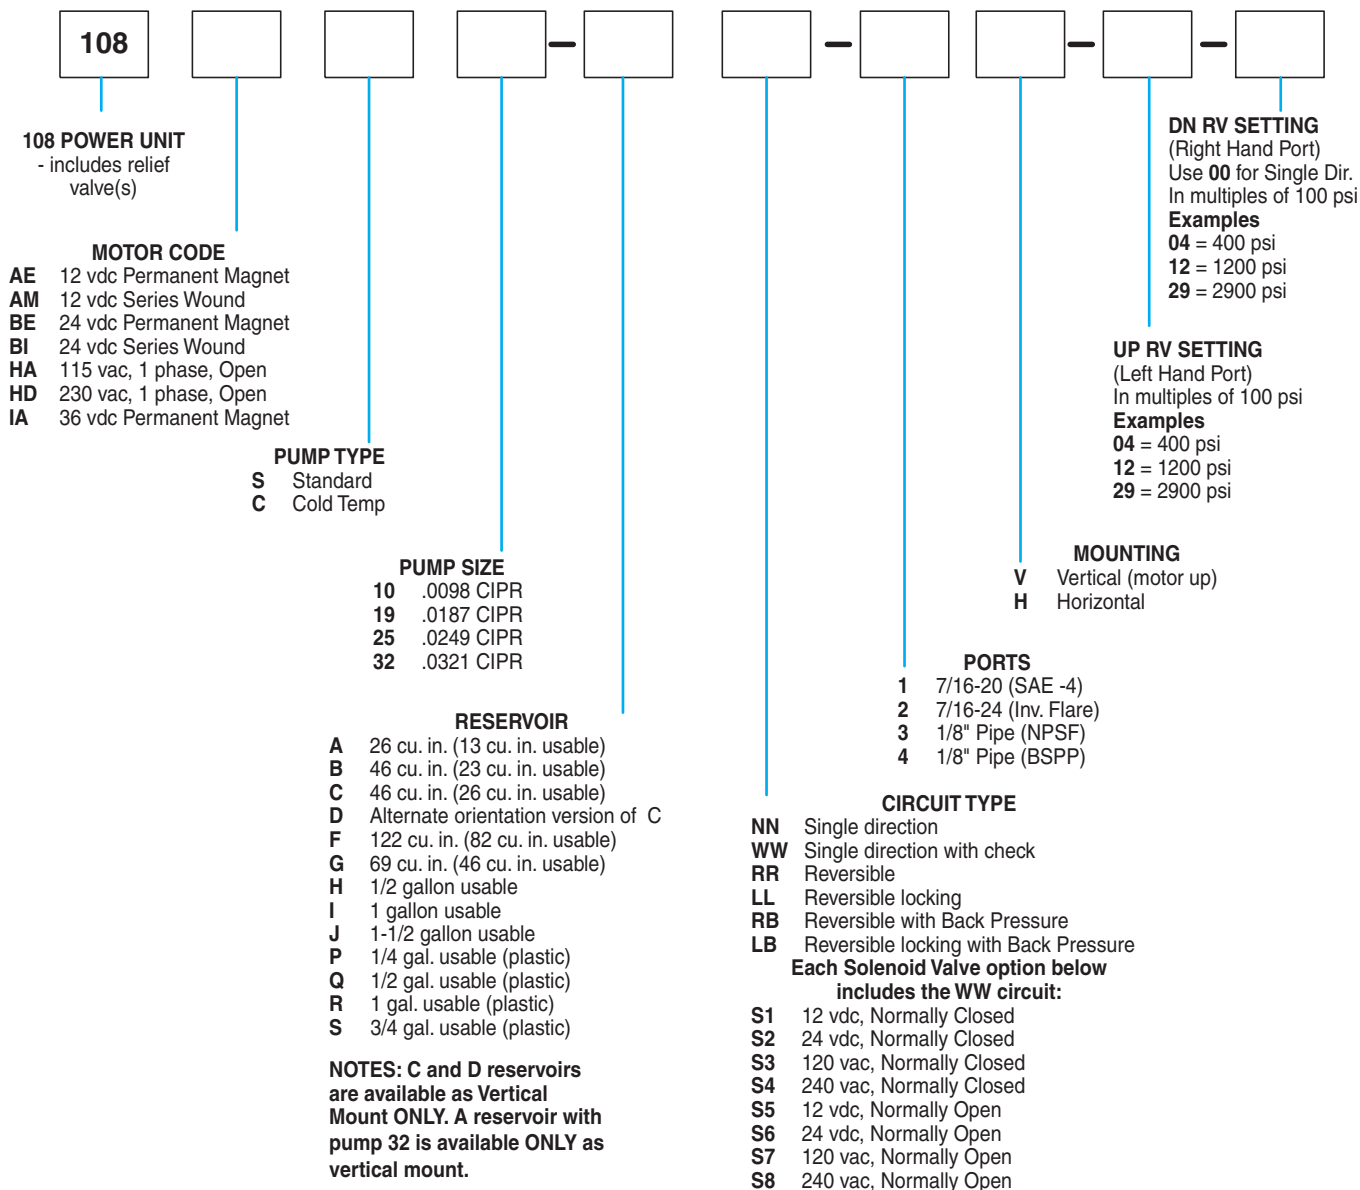 108
108 POWER UNIT
- includes relief
valve(s)
MOTOR CODE
AE 12 vdc Permanent Magnet
AM 12 vdc Series Wound
BE 24 vdc Permanent Magnet
BI 24 vdc Series Wound
HA 115 vac, 1 phase, Open
HD 230 vac, 1 phase, Open
IA 36 vdc Permanent Magnet
PUMP TYPE
S Standard
C Cold Temp
PUMP SIZE
10 .0098 CIPR
19 .0187 CIPR
25 .0249 CIPR
32 .0321 CIPR
RESERVOIR
A 26 cu. in. (13 cu. in. usable)
B 46 cu. in. (23 cu. in. usable)
C 46 cu. in. (26 cu. in. usable)
D Alternate orientation version of C
F 122 cu. in. (82 cu. in. usable)
G 69 cu. in. (46 cu. in. usable)
H 1/2 gallon usable
I 1 gallon usable
J 1-1/2 gallon usable
P 1/4 gal. usable (plastic)
Q 1/2 gal. usable (plastic)
R 1 gal. usable (plastic)
S 3/4 gal. usable (plastic)
NOTES: C and D reservoirs
are available as Vertical
Mount ONLY. A reservoir with
pump 32 is available ONLY as
vertical mount.
CIRCUIT TYPE
NN Single direction
WW Single direction with check
RR Reversible
LL Reversible locking
RB Reversible with Back Pressure
LB Reversible locking with Back Pressure
Each Solenoid Valve option below
includes the WW circuit:
S1 12 vdc, Normally Closed
S2 24 vdc, Normally Closed
S3 120 vac, Normally Closed
S4 240 vac, Normally Closed
S5 12 vdc, Normally Open
S6 24 vdc, Normally Open
S7 120 vac, Normally Open
S8 240 vac, Normally Open
PORTS
1 7/16-20 (SAE -4)
2 7/16-24 (Inv. Flare)
3 1/8" Pipe (NPSF)
4 1/8" Pipe (BSPP)
MOUNTING
V Vertical (motor up)
H Horizontal
UP RV SETTING
(Left Hand Port)
In multiples of 100 psi
Examples
04 = 400 psi
12 = 1200 psi
29 = 2900 psi
DN RV SETTING
(Right Hand Port)
Use 00 for Single Dir.
In multiples of 100 psi
Examples
04 = 400 psi
12 = 1200 psi
29 = 2900 psi